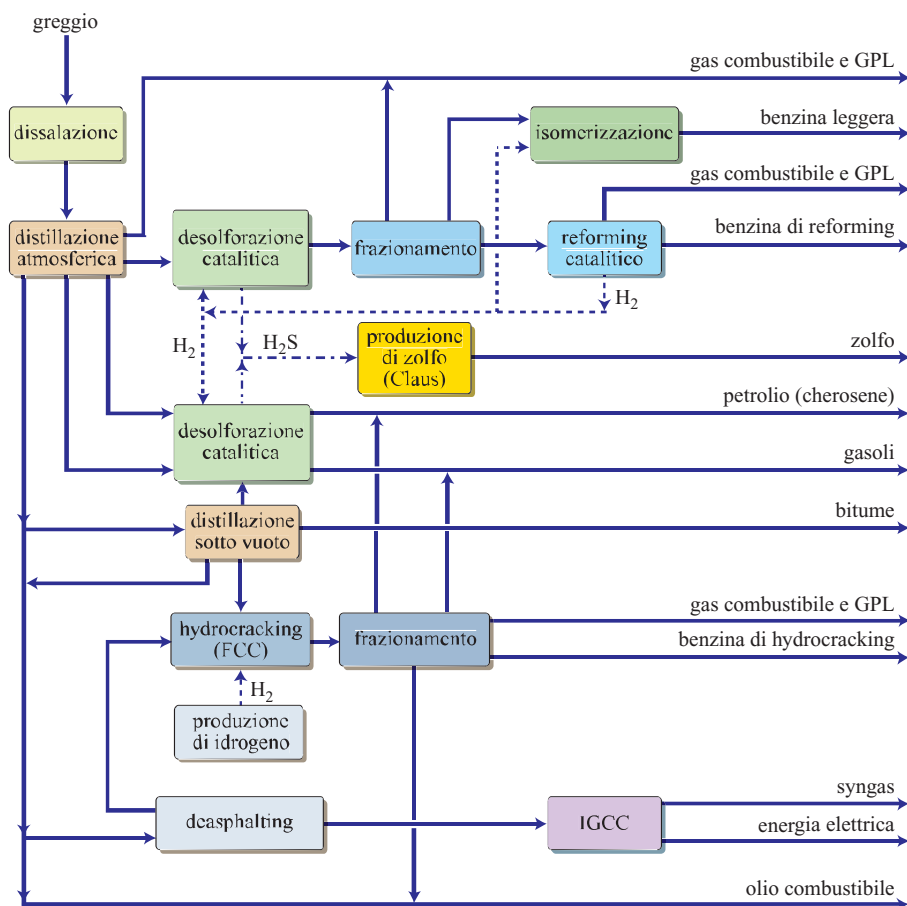 greggio
gas combustibile e GPL
dissalazione
isomerizzazione
benzina leggera
gas combustibile e GPL
distillazione
atmosferica
desolforazione
catalitica
frazionamento
reforming
catalitico
benzina di reforming
H2
H2
H2S
produzione
di zolfo
(Claus)
zolfo
petrolio (cherosene)
desolforazione
catalitica
gasoli
distillazione
sotto vuoto
bitume
gas combustibile e GPL
hydrocracking
(FCC)
frazionamento
benzina di hydrocracking
H2
produzione
di idrogeno
syngas
deasphalting
IGCC
energia elettrica
olio combustibile